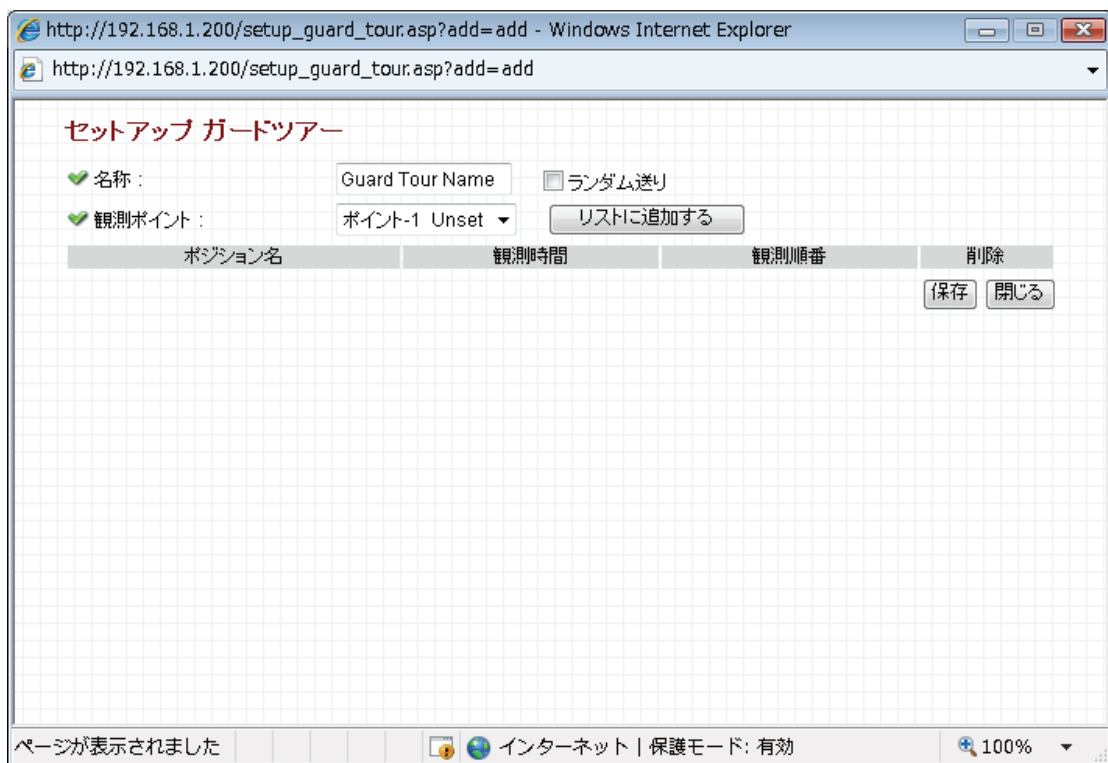 http://192.168.1.200/setup_guard_tour.asp?add=add - Windows Internet Explorer
http://192.168.1.200/setup_guard_tour.asp?add=add
セットアップ ガードツアー
名称 : Guard Tour Name ランダム送り
観測ポイント : ポイント-1 Unset リストに追加する
ポジション名 観測時間 観測順番 削除
保存 閉じる
ページが表示されました インターネット | 保護モード: 有効 100%